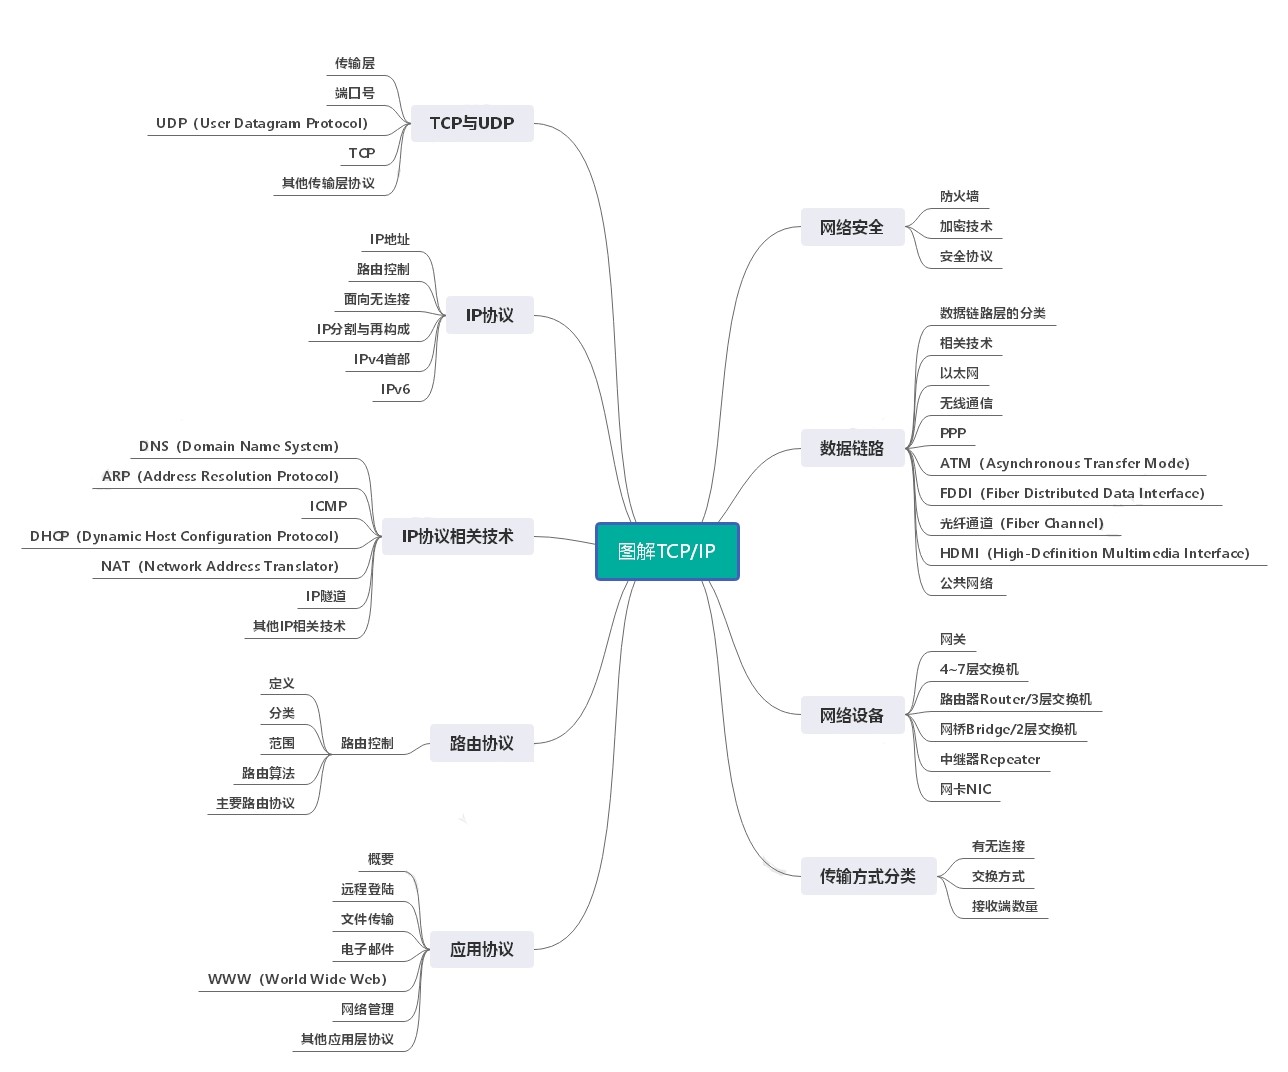 图解TCP/IP
TCP与UDP
传输层
端口号
UDP（User Datagram Protocol）
TCP
其他传输层协议
IP协议
IP地址
路由控制
面向无连接
IP分割与再构成
IPv4首部
IPv6
IP协议相关技术
DNS（Domain Name System）
ARP（Address Resolution Protocol）
ICMP
DHCP（Dynamic Host Configuration Protocol）
NAT（Network Address Translator）
IP隧道
其他IP相关技术
路由协议
路由控制
定义
分类
范围
路由算法
主要路由协议
应用协议
概要
远程登陆
文件传输
电子邮件
WWW（World Wide Web）
网络管理
其他应用层协议
网络安全
防火墙
加密技术
安全协议
数据链路
数据链路层的分类
相关技术
以太网
无线通信
PPP
ATM（Asynchronous Transfer Mode）
FDDI（Fiber Distributed Data Interface）
光纤通道（Fiber Channel）
HDMI（High-Definition Multimedia Interface）
公共网络
网络设备
网关
4~7层交换机
路由器Router/3层交换机
网桥Bridge/2层交换机
中继器Repeater
网卡NIC
传输方式分类
有无连接
交换方式
接收端数量